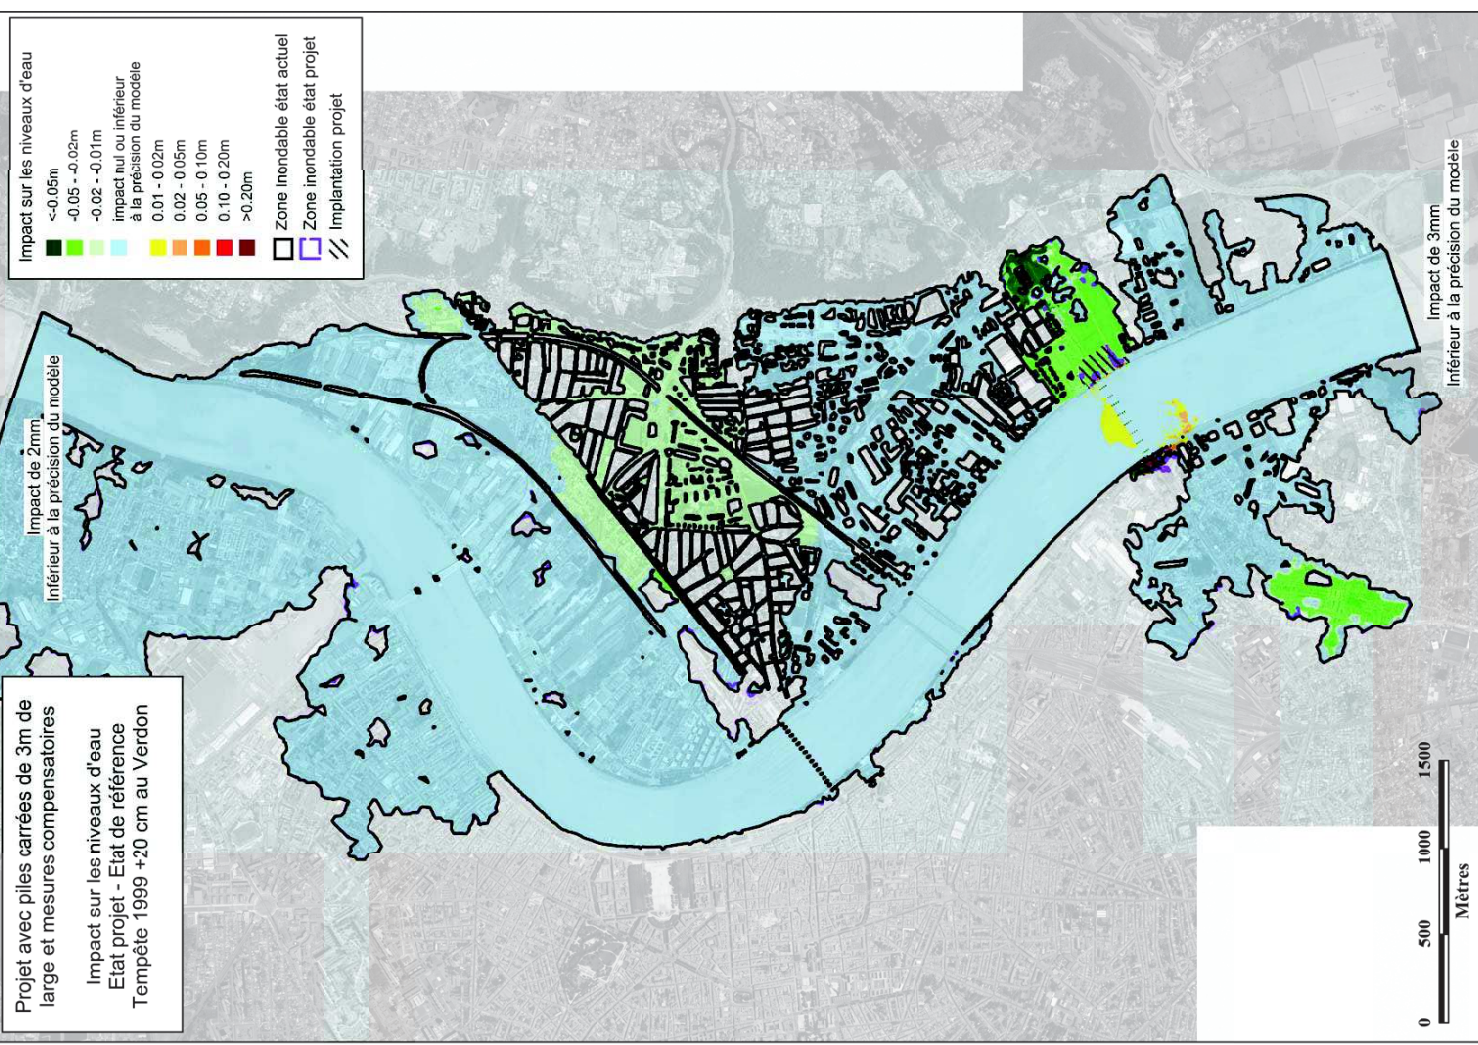 Impact sur les niveaux d'eau
<-0.05m
-0.05 - -0.02m
-0.02 - -0.01m
impact nul ou inférieur
à la précision du modèle
0.01 - 0.02m
0.02 - 0.05m
0.05 - 0.10m
0.10 - 0.20m
>0.20m
Zone inondable état actuel
Zone inondable état projet
Implantation projet
Impact de 2mm
Inférieur à la précision du modèle
Impact de 3mm
Inférieur à la précision du modèle
Projet avec piles carrées de 3m de
large et mesures compensatoires
Impact sur les niveaux d'eau
Etat projet - Etat de référence
Tempête 1999 +20 cm au Verdon
0 500 1000 1500
Mètres